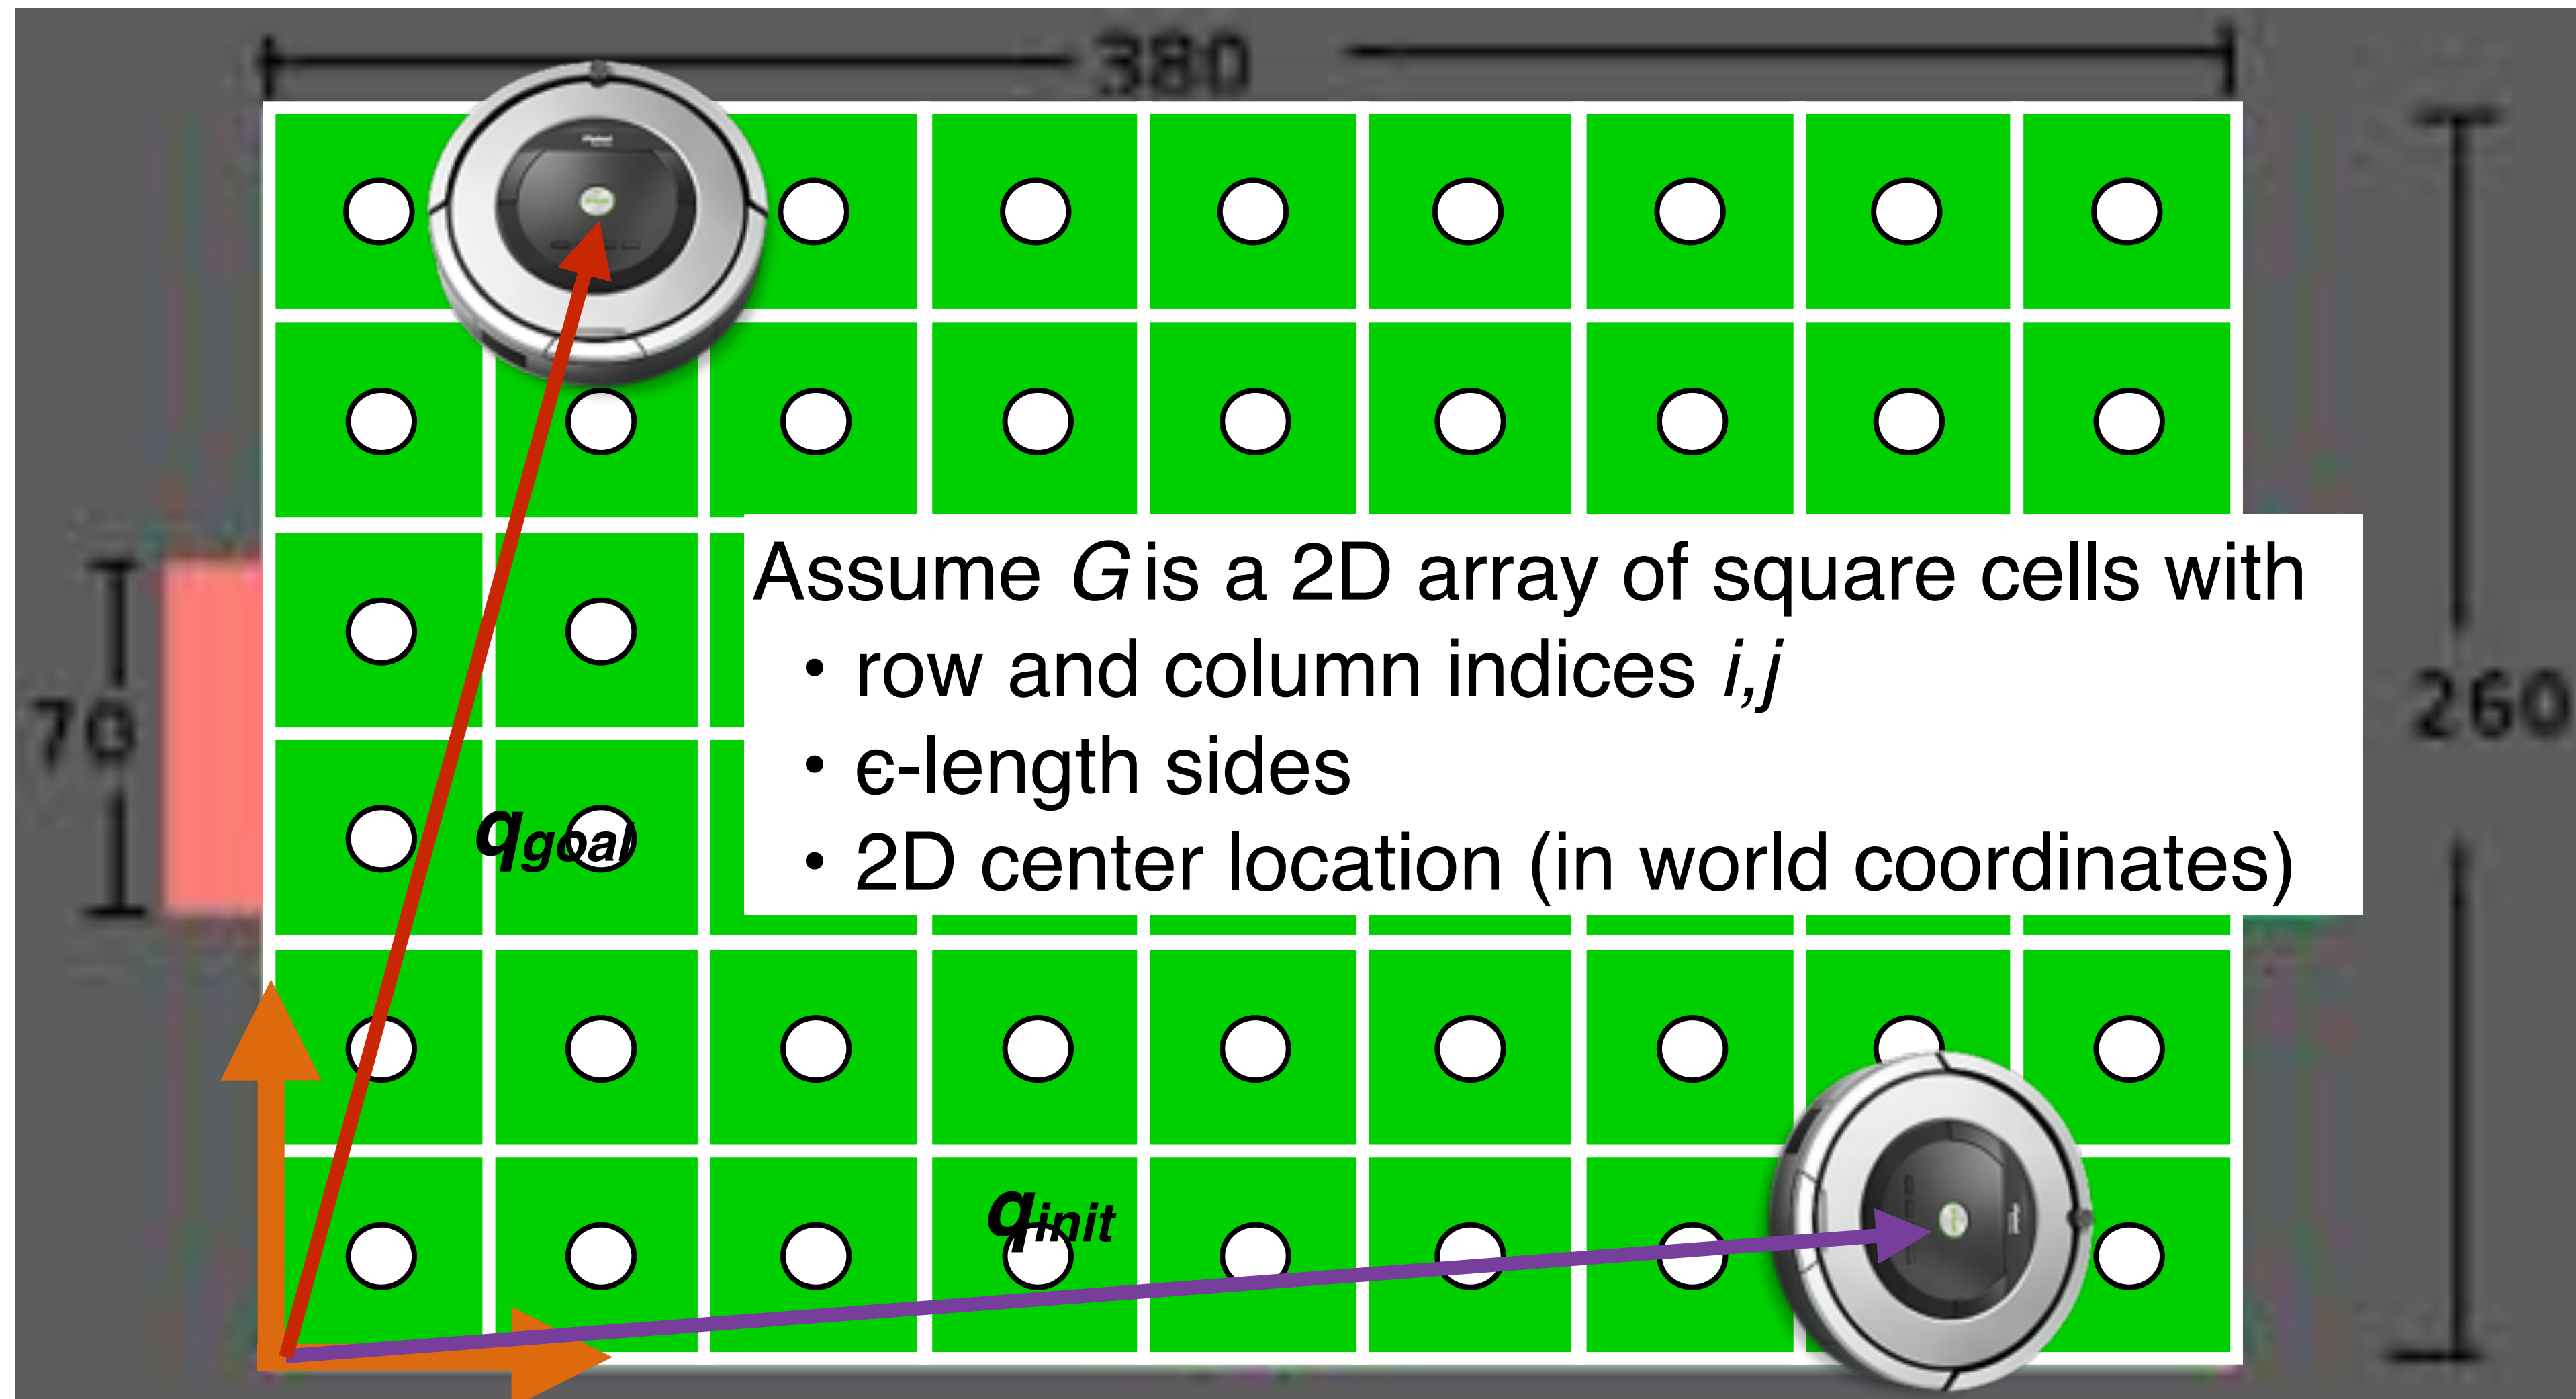 380
Assume G is a 2D array of square cells with
• row and column indices i,j
• є-length sides
• 2D center location (in world coordinates)
70
260
qgoal
qinit